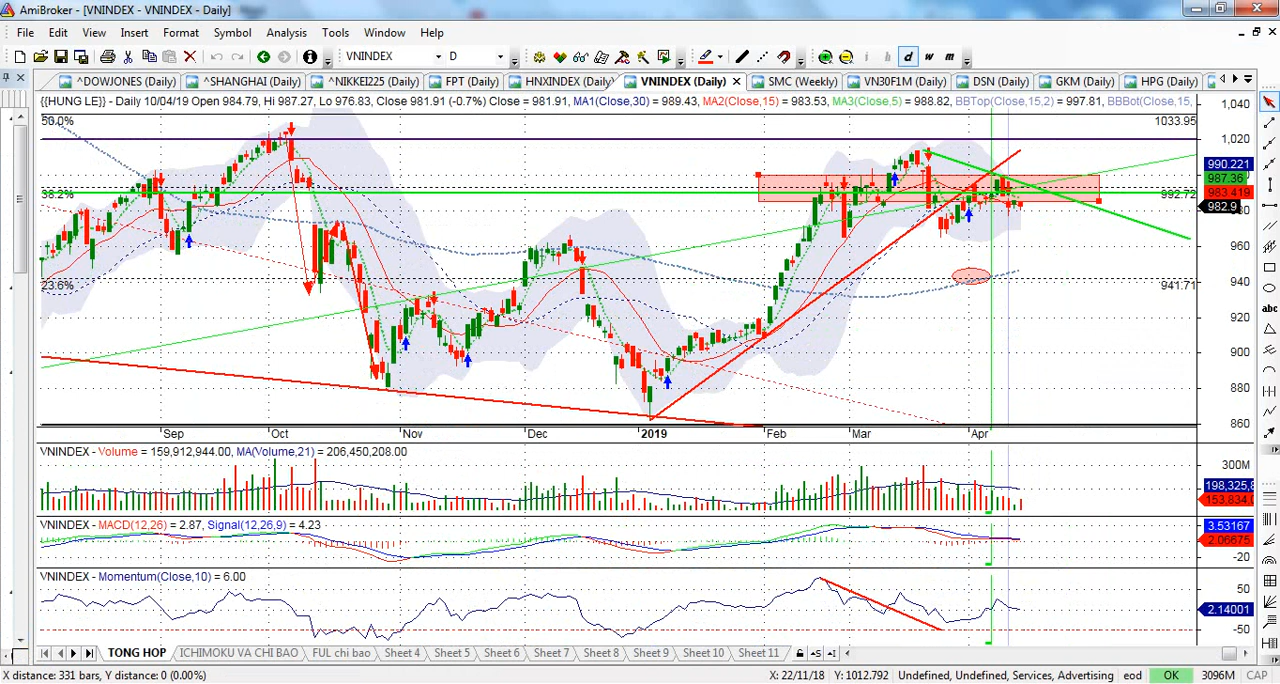 AmiBroker - [VNINDEX - VNINDEX - Daily]
File Edit View Insert Format Symbol Analysis Tools Window Help
VNINDEX D i h d w m
^DOWJONES (Daily) ^SHANGHAI (Daily) ^NIKKEI225 (Daily) FPT (Daily) HNXINDEX (Daily) VNINDEX (Daily) SMC (Weekly) VN30F1M (Daily) DSN (Daily) GKM (Daily) HPG (Daily)
{{HUNG LE}} - Daily 10/04/19 Open 984.79, Hi 987.27, Lo 976.83, Close 981.91 (-0.7%) Close = 981.91, MA1(Close,30) = 989.43, MA2(Close,15) = 983.53, MA3(Close,5) = 988.82, BBTop(Close,15,2) = 997.81, BBBot(Close,15,
1,040
50.0% 1033.95
1,020
990.221
987.36
38.2% 992.72 983.419
982.9
960
23.6% 941.71 940
920
900
880
860
Sep Oct Nov Dec 2019 Feb Mar Apr
VNINDEX - Volume = 159,912,944.00, MA(Volume,21) = 206,450,208.00
300M
198,325,8
153,834,0
VNINDEX - MACD(12,26) = 2.87, Signal(12,26,9) = 4.23
3.53167
2.06675
-20
VNINDEX - Momentum(Close,10) = 6.00
50
2.14001
-50
TONG HOP ICHIMOKU VA CHI BAO FUL chi bao Sheet 4 Sheet 5 Sheet 6 Sheet 7 Sheet 8 Sheet 9 Sheet 10 Sheet 11
X distance: 331 bars, Y distance: 0 (0.00%) X: 22/11/18 Y: 1012.792 Undefined, Undefined, Services, Advertising eod OK 3096M CAP
abc